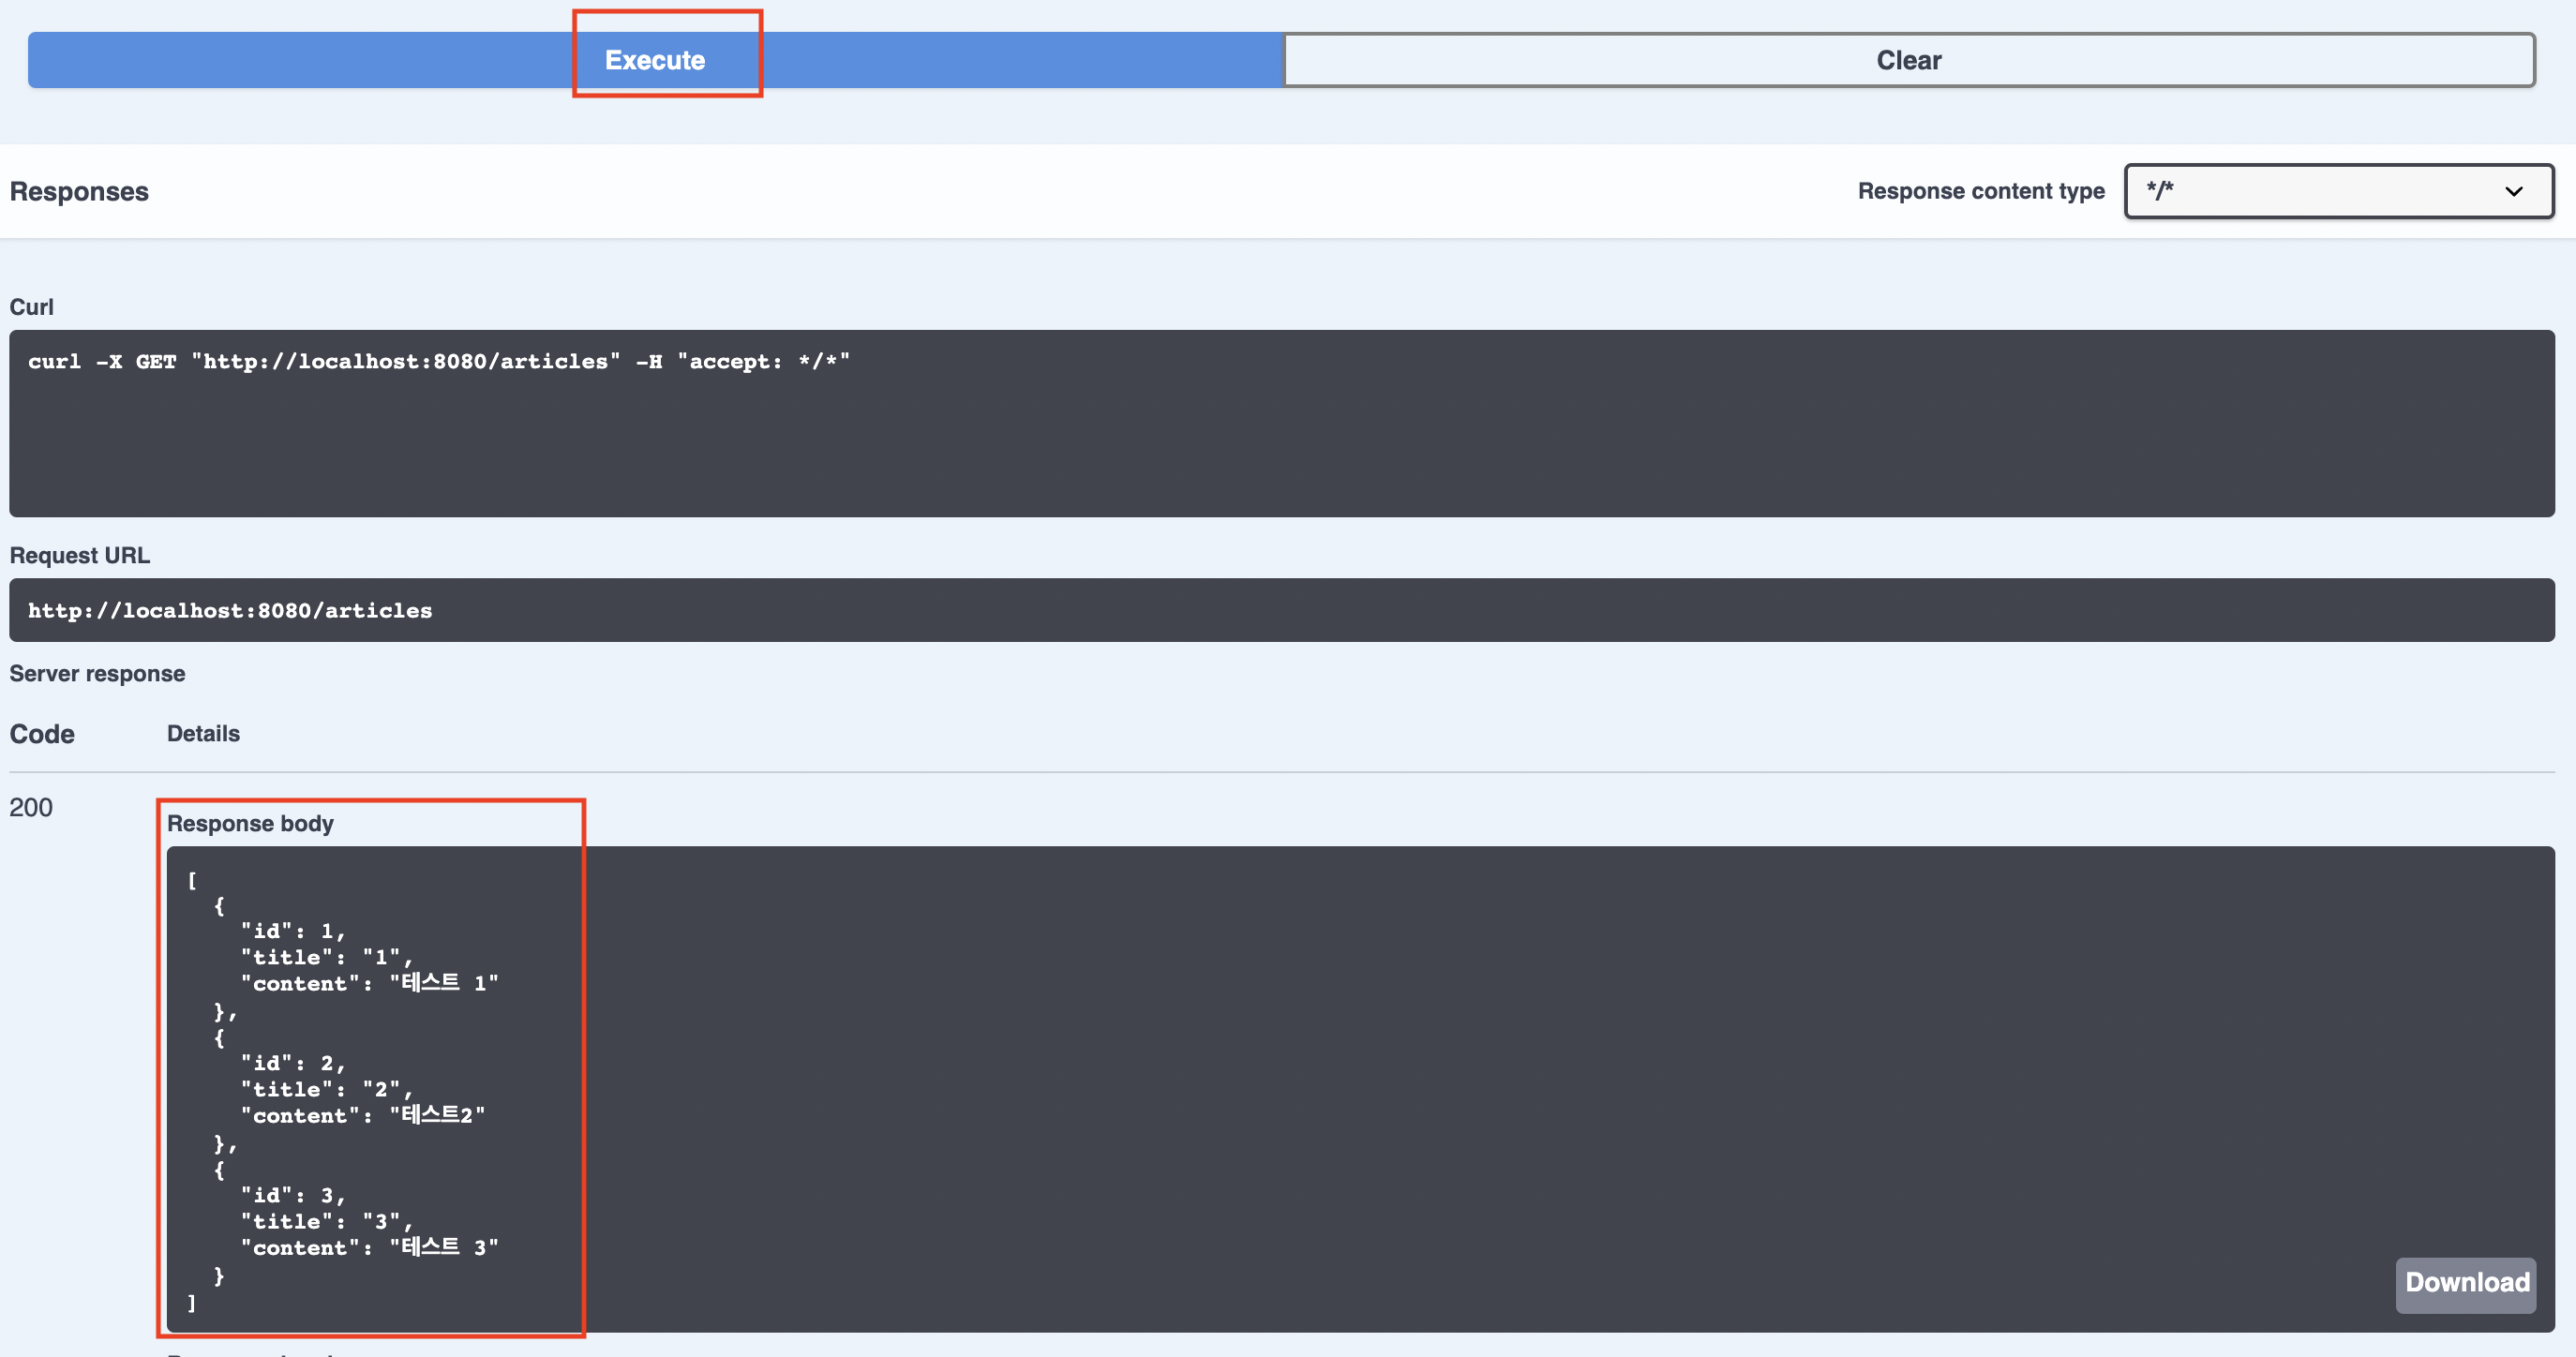 Execute
Clear
Responses
Response content type
*/*
Curl
curl -X GET "http://localhost:8080/articles" -H "accept: */*"
Request URL
http://localhost:8080/articles
Server response
Code Details
200
Response body
[
{
"id": 1,
"title": "1",
"content": "테스트 1"
},
{
"id": 2,
"title": "2",
"content": "테스트2"
},
{
"id": 3,
"title": "3",
"content": "테스트 3"
}
]
Download